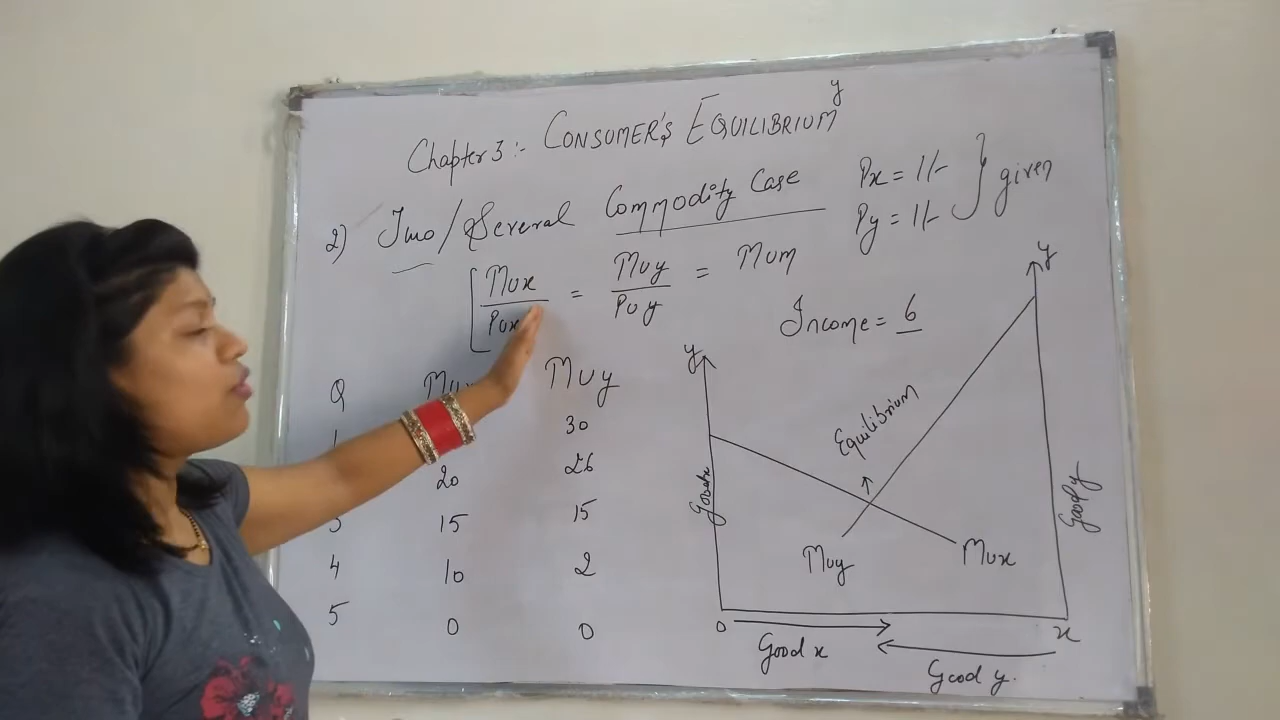 y
Chapter 3 :- CONSUMER'S EQUILIBRIUM
2) Two / Several Commodity Case
Px = 1/-
Py = 1/-
} given
[ MUx / PUx = MUy / PUy = MUM
Income = 6
Q MUx MUy
30
20 26
3 15 15
4 10 2
5 0 0
y
y
Good x
Equilibrium
Good y
MUy
MUx
0
x
Good x
Good y.